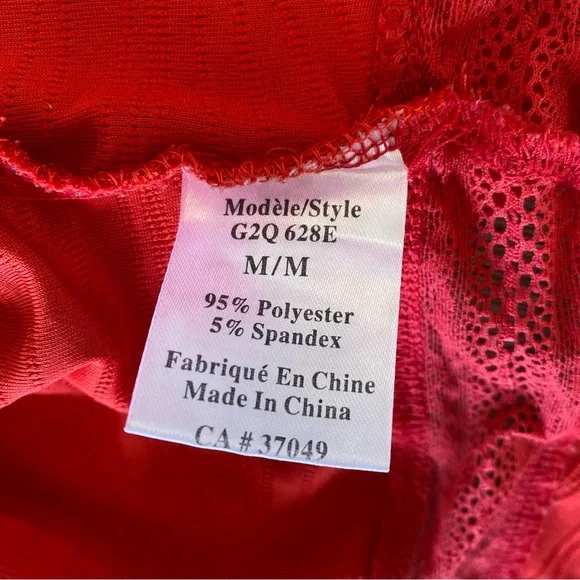 Modèle/Style
G2Q 628E
M/M
95% Polyester
5% Spandex
Fabriqué En Chine
Made In China
CA # 37049